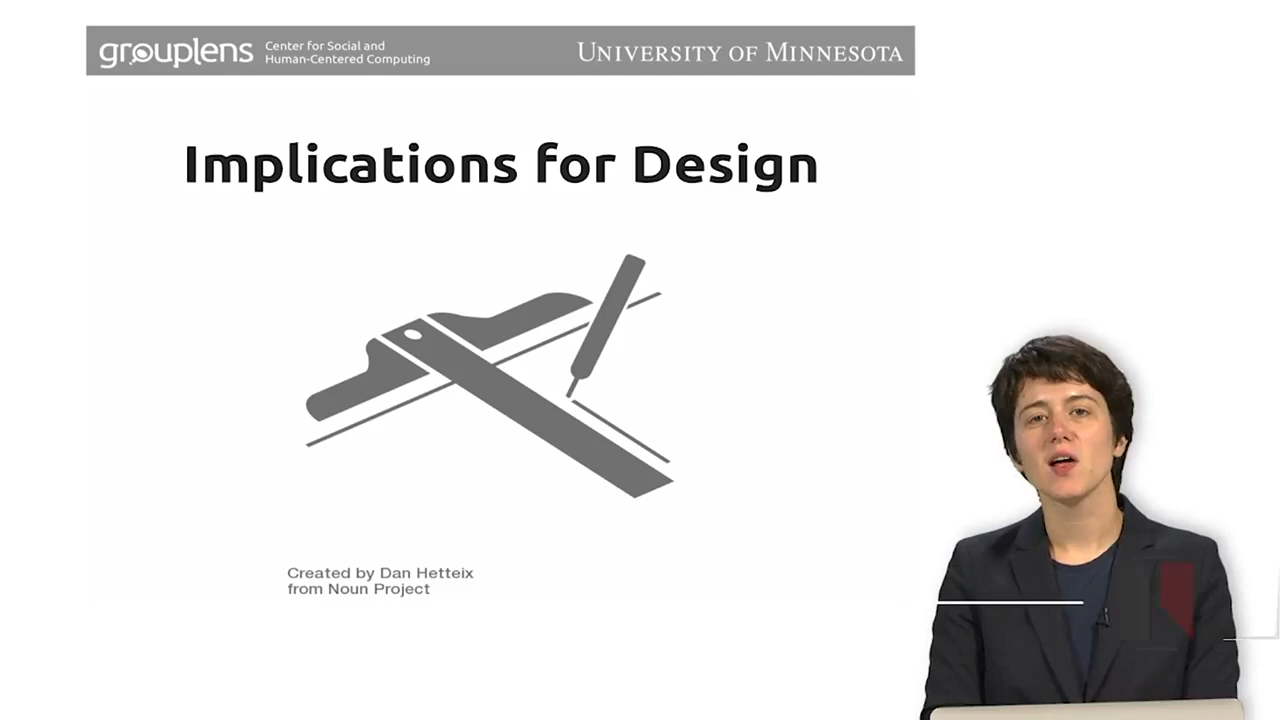 grouplens
Center for Social and
Human-Centered Computing
UNIVERSITY OF MINNESOTA
Implications for Design
Created by Dan Hetteix
from Noun Project